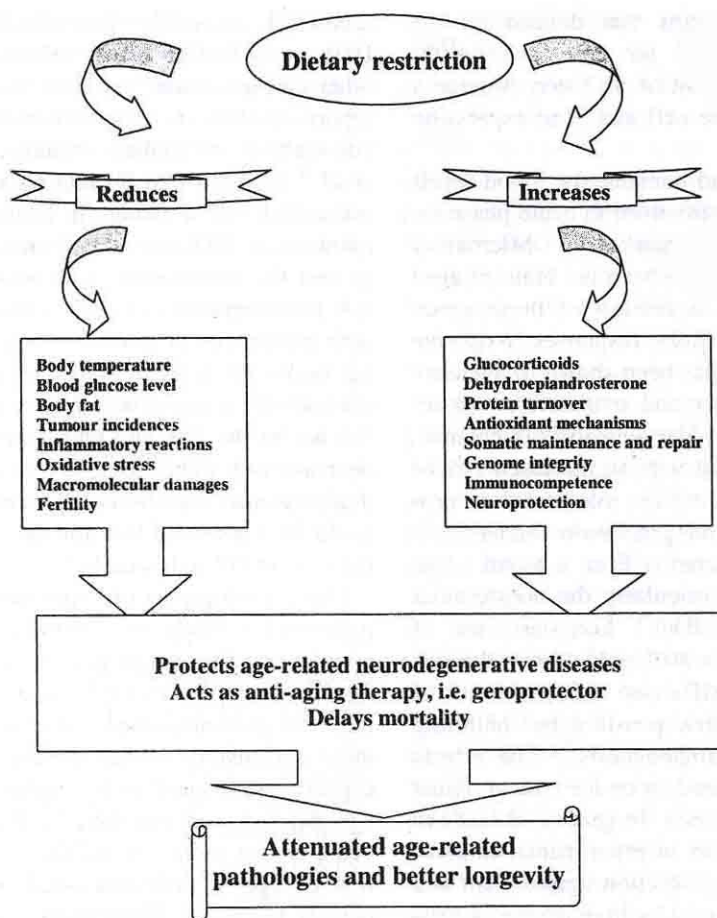 Dietary restriction
Reduces
Increases
Body temperature
Blood glucose level
Body fat
Tumour incidences
Inflammatory reactions
Oxidative stress
Macromolecular damages
Fertility
Glucocorticoids
Dehydroepiandrosterone
Protein turnover
Antioxidant mechanisms
Somatic maintenance and repair
Genome integrity
Immunocompetence
Neuroprotection
Protects age-related neurodegenerative diseases
Acts as anti-aging therapy, i.e. geroprotector
Delays mortality
Attenuated age-related
pathologies and better longevity